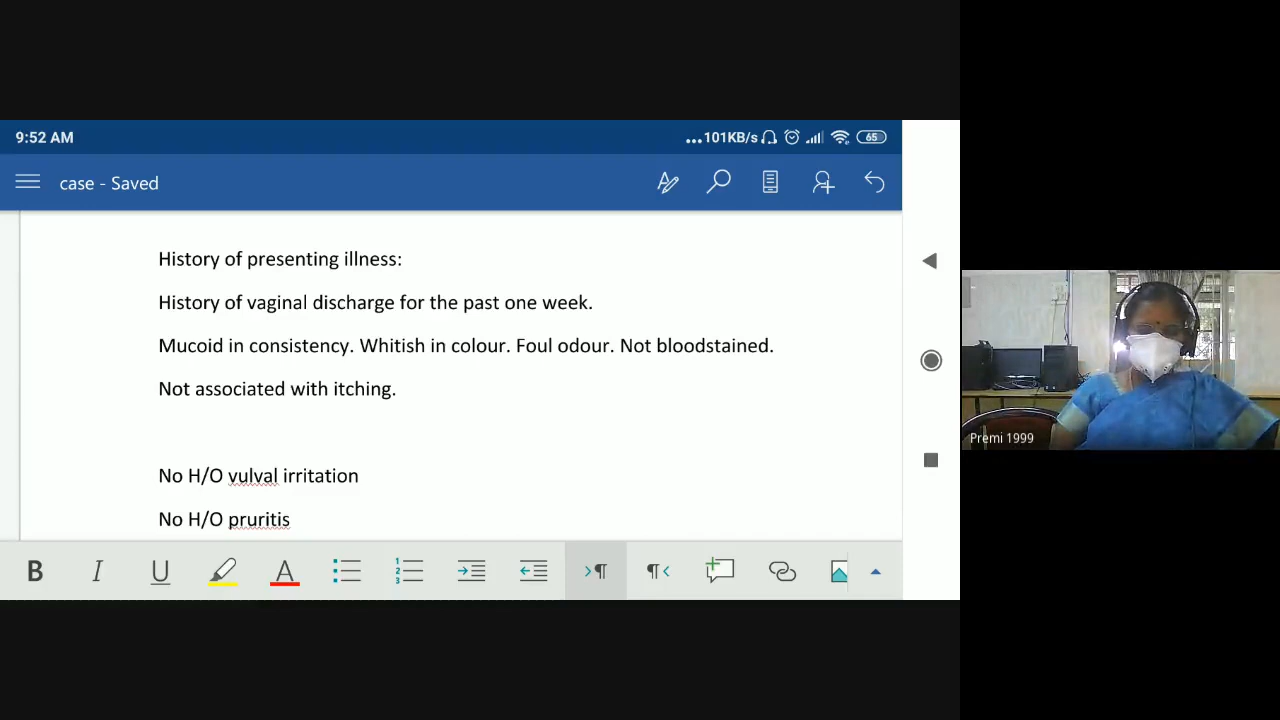 9:52 AM
...101KB/s
65
case - Saved
History of presenting illness:
History of vaginal discharge for the past one week.
Mucoid in consistency. Whitish in colour. Foul odour. Not bloodstained.
Not associated with itching.
No H/O vulval irritation
No H/O pruritis
B I U A
Premi 1999